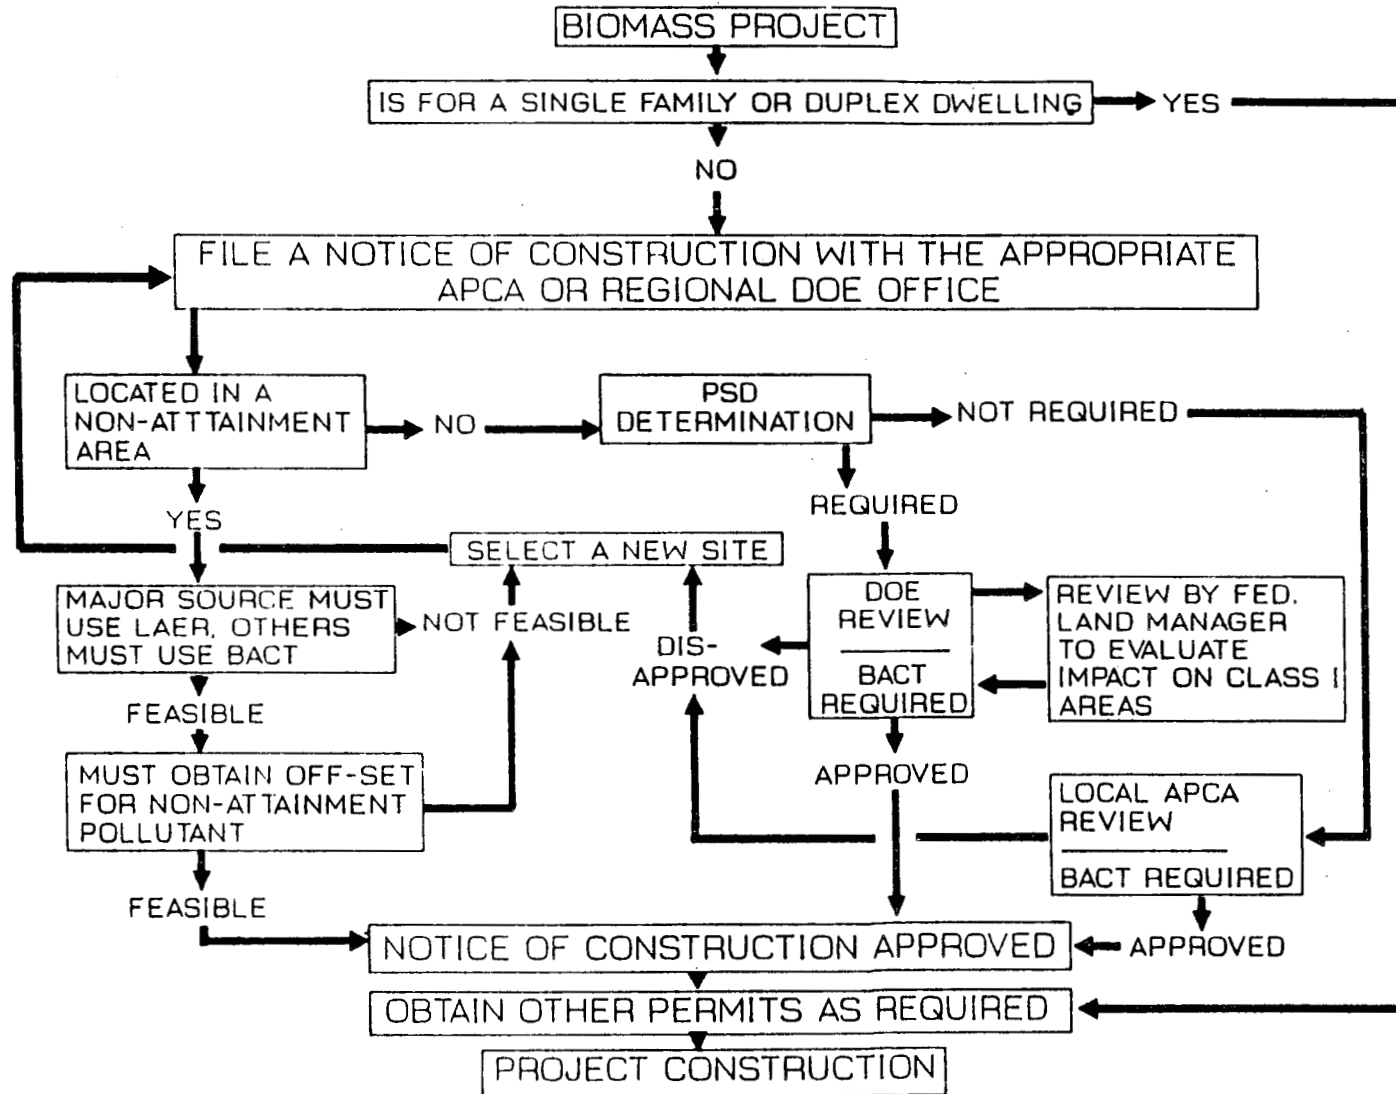 BIOMASS PROJECT
IS FOR A SINGLE FAMILY OR DUPLEX DWELLING
YES
NO
FILE A NOTICE OF CONSTRUCTION WITH THE APPROPRIATE
APCA OR REGIONAL DOE OFFICE
LOCATED IN A
NON-ATTTAINMENT
AREA
NO
PSD
DETERMINATION
NOT REQUIRED
YES
REQUIRED
SELECT A NEW SITE
MAJOR SOURCE MUST
USE LAER, OTHERS
MUST USE BACT
NOT FEASIBLE
DIS-
APPROVED
DOE
REVIEW
BACT
REQUIRED
REVIEW BY FED.
LAND MANAGER
TO EVALUATE
IMPACT ON CLASS I
AREAS
FEASIBLE
MUST OBTAIN OFF-SET
FOR NON-ATTAINMENT
POLLUTANT
APPROVED
LOCAL APCA
REVIEW
BACT REQUIRED
FEASIBLE
NOTICE OF CONSTRUCTION APPROVED
APPROVED
OBTAIN OTHER PERMITS AS REQUIRED
PROJECT CONSTRUCTION